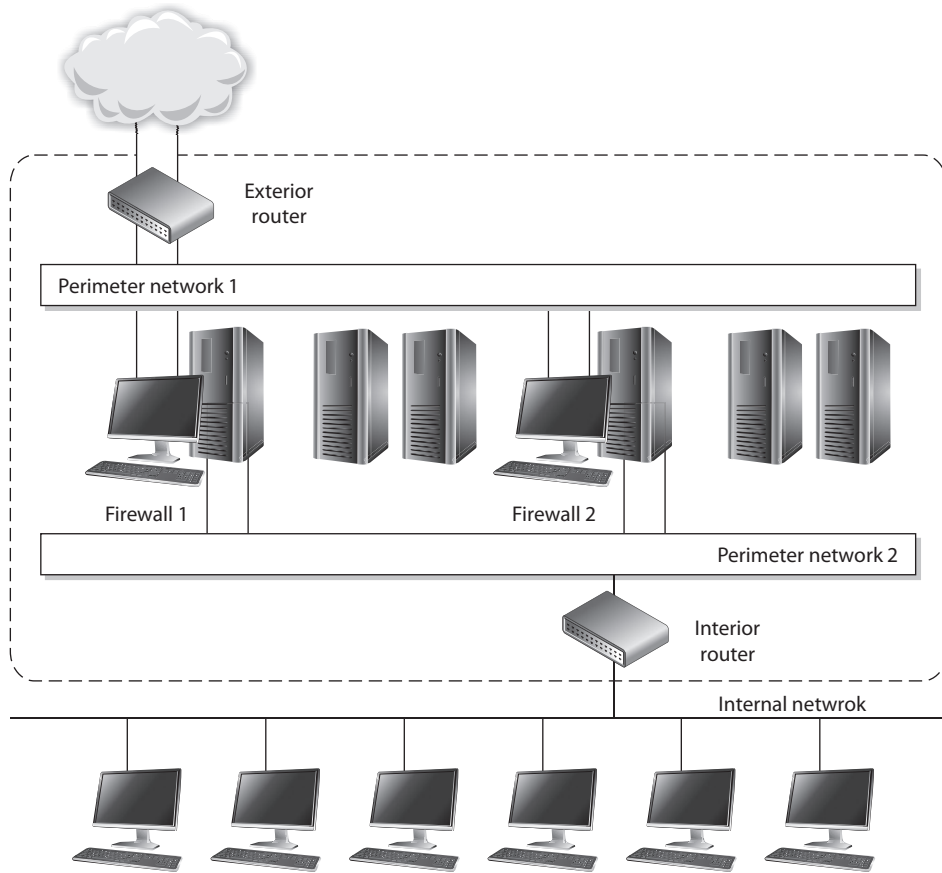 Exterior
router
Perimeter network 1
Firewall 1
Firewall 2
Perimeter network 2
Interior
router
Internal netwrok